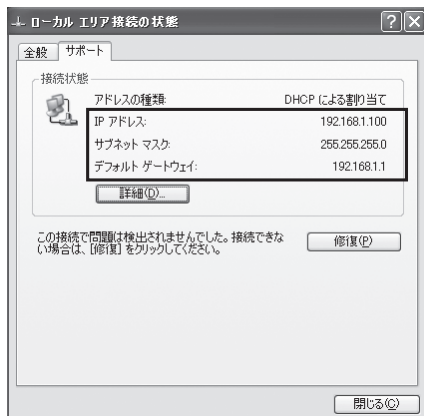 ローカル エリア接続の状態
全般 サポート
接続状態
アドレスの種類: DHCP による割り当て
IP アドレス: 192.168.1.100
サブネット マスク: 255.255.255.0
デフォルト ゲートウェイ: 192.168.1.1
詳細(D)...
この接続で問題は検出されませんでした。接続できな
い場合は、[修復] をクリックしてください。
修復(P)
閉じる(C)